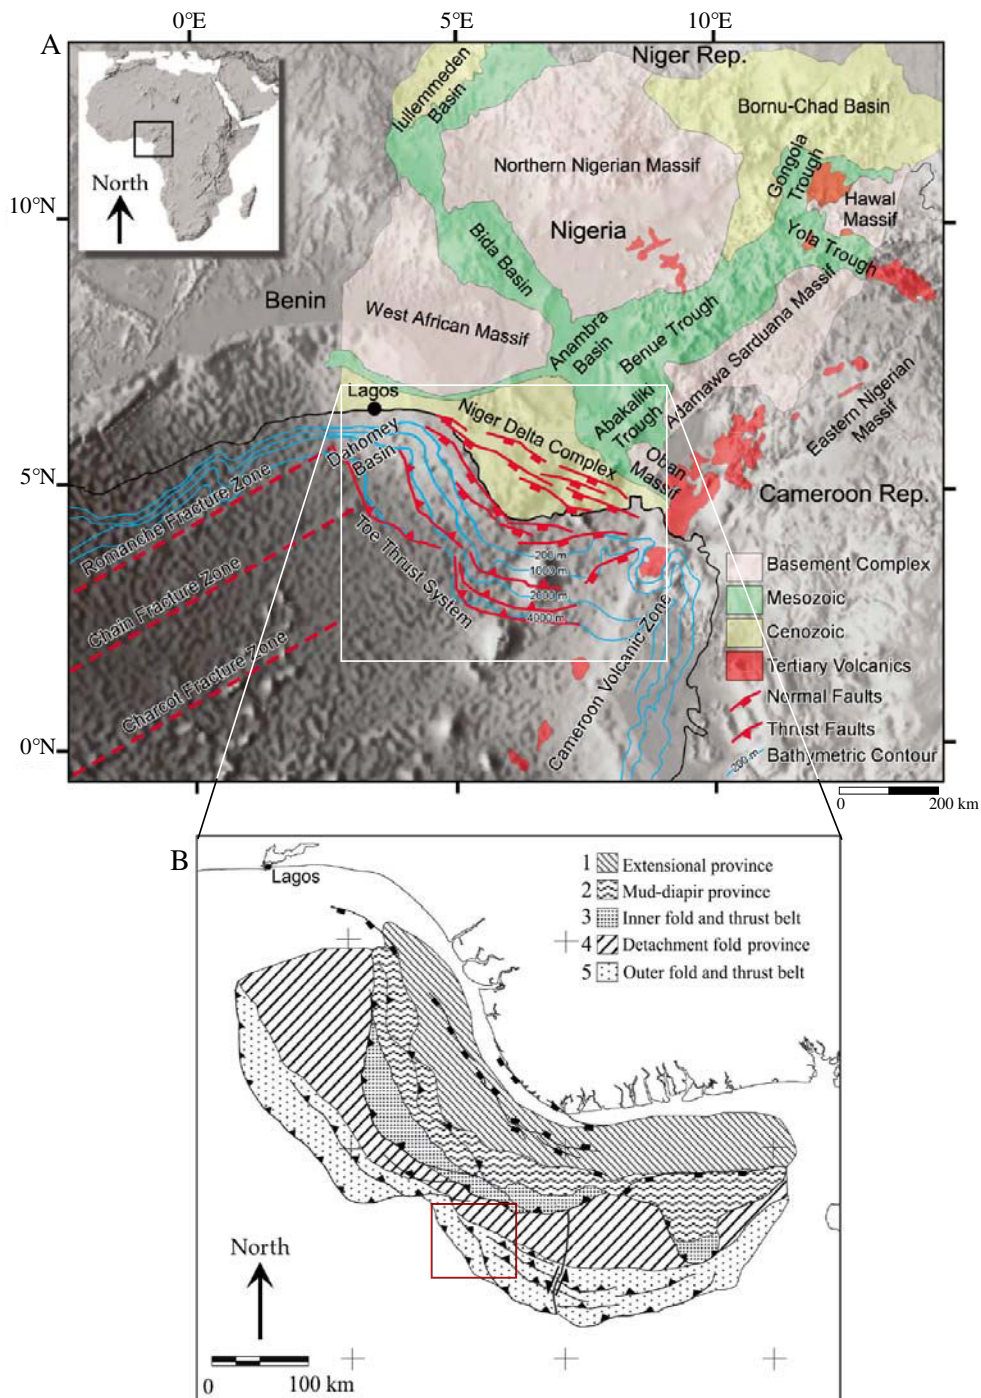 0°E 5°E 10°E
A
North
10°N
5°N
0°N
Niger Rep.
Iullemmeden
Basin
Bornu-Chad Basin
Northern Nigerian Massif
Gongola
Trough
Hawal
Massif
Nigeria
Yola Trough
Bida Basin
Benin
West African Massif
Anambra
Basin
Benue Trough
Adamawa Sarduana Massif
Eastern Nigerian
Massif
Lagos
Niger Delta Complex
Abakaliki
Trough
Oban
Massif
Dahomey
Basin
Cameroon Rep.
Romanche Fracture Zone
Chain Fracture Zone
Charcot Fracture Zone
Toe Thrust System
200 m
1000 m
2000 m
4000 m
Cameroon Volcanic Zone
Basement Complex
Mesozoic
Cenozoic
Tertiary Volcanics
Normal Faults
Thrust Faults
200 m Bathymetric Contour
0 200 km
B
Lagos
1 Extensional province
2 Mud-diapir province
3 Inner fold and thrust belt
4 Detachment fold province
5 Outer fold and thrust belt
North
0 100 km